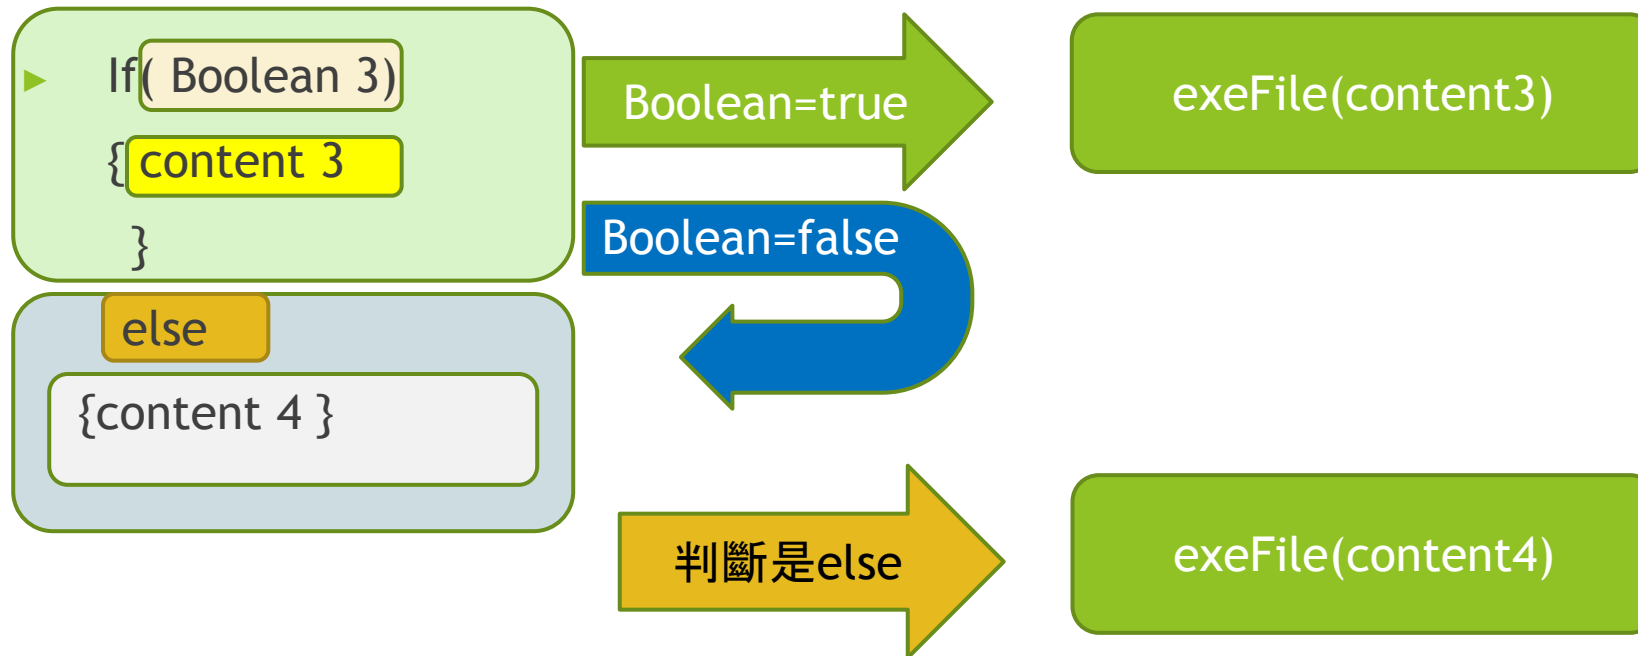 If( Boolean 3)
{ content 3
}
Boolean=true
exeFile(content3)
Boolean=false
else
{content 4 }
判斷是else
exeFile(content4)